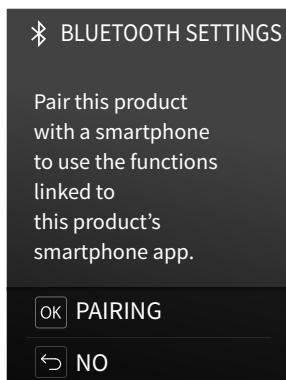 BLUETOOTH SETTINGS
Pair this product
with a smartphone
to use the functions
linked to
this product's
smartphone app.
OK PAIRING
NO